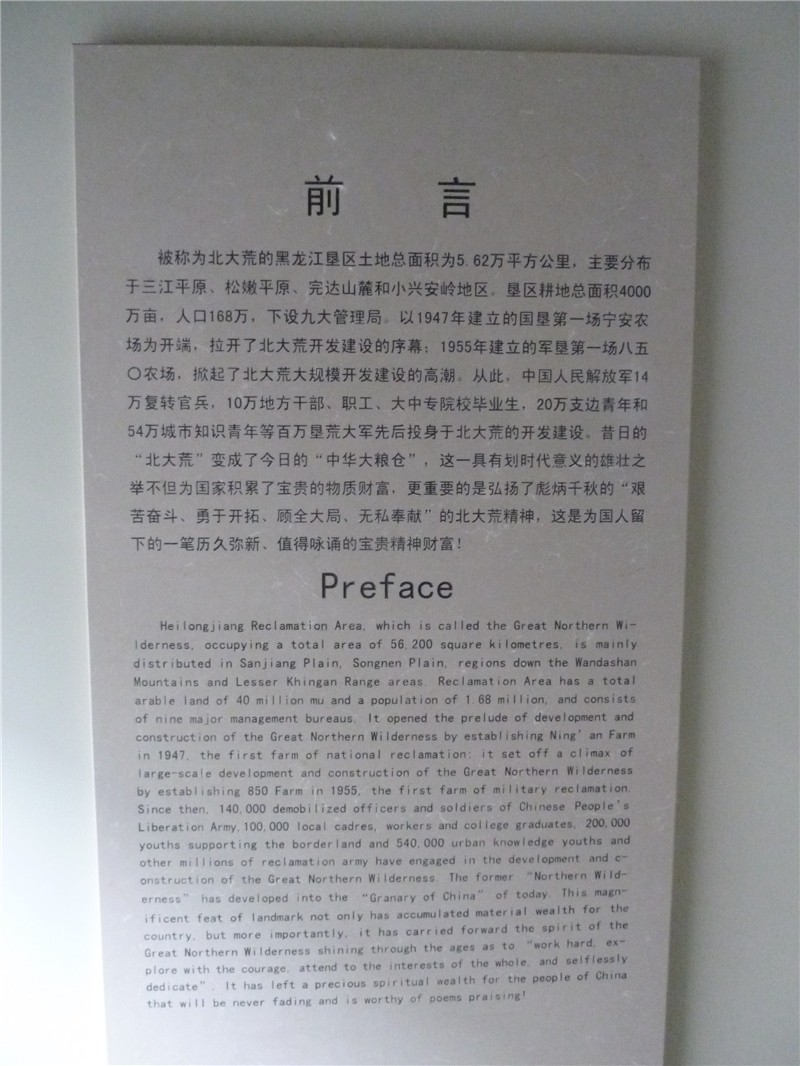 前 言
被称为北大荒的黑龙江垦区土地总面积为5.62万平方公里，主要分布
于三江平原、松嫩平原、完达山麓和小兴安岭地区。垦区耕地总面积4000
万亩，人口168万，下设九大管理局。以1947年建立的国垦第一场宁安农
场为开端，拉开了北大荒开发建设的序幕；1955年建立的军垦第一场八五
〇农场，掀起了北大荒大规模开发建设的高潮。从此，中国人民解放军14
万复转官兵，10万地方干部、职工、大中专院校毕业生，20万支边青年和
54万城市知识青年等百万垦荒大军先后投身于北大荒的开发建设。昔日的
“北大荒”变成了今日的“中华大粮仓”，这一具有划时代意义的雄壮之
举不但为国家积累了宝贵的物质财富，更重要的是弘扬了彪炳千秋的“艰
苦奋斗、勇于开拓、顾全大局、无私奉献”的北大荒精神，这是为国人留
下的一笔历久弥新、值得咏诵的宝贵精神财富！
Preface
Heilongjiang Reclamation Area, which is called the Great Northern Wi-
lderness, occupying a total area of 56,200 square kilometres, is mainly
distributed in Sanjiang Plain, Songnen Plain, regions down the Wandashan
Mountains and Lesser Khingan Range areas. Reclamation Area has a total
arable land of 40 million mu and a population of 1.68 million, and consists
of nine major management bureaus. It opened the prelude of development and
construction of the Great Northern Wilderness by establishing Ning'an Farm
in 1947, the first farm of national reclamation; it set off a climax of
large-scale development and construction of the Great Northern Wilderness
by establishing 850 Farm in 1955, the first farm of military reclamation.
Since then, 140,000 demobilized officers and soldiers of Chinese People's
Liberation Army,100,000 local cadres, workers and college graduates, 200,000
youths supporting the borderland and 540,000 urban knowledge youths and
other millions of reclamation army have engaged in the development and c-
onstruction of the Great Northern Wilderness. The former “Northern Wild-
erness” has developed into the “Granary of China” of today. This magn-
ificent feat of landmark not only has accumulated material wealth for the
country, but more importantly, it has carried forward the spirit of the
Great Northern Wilderness shining through the ages as to “work hard, ex-
plore with the courage, attend to the interests of the whole, and selflessly
dedicate”. It has left a precious spiritual wealth for the people of China
that will be never fading and is worthy of poems praising!